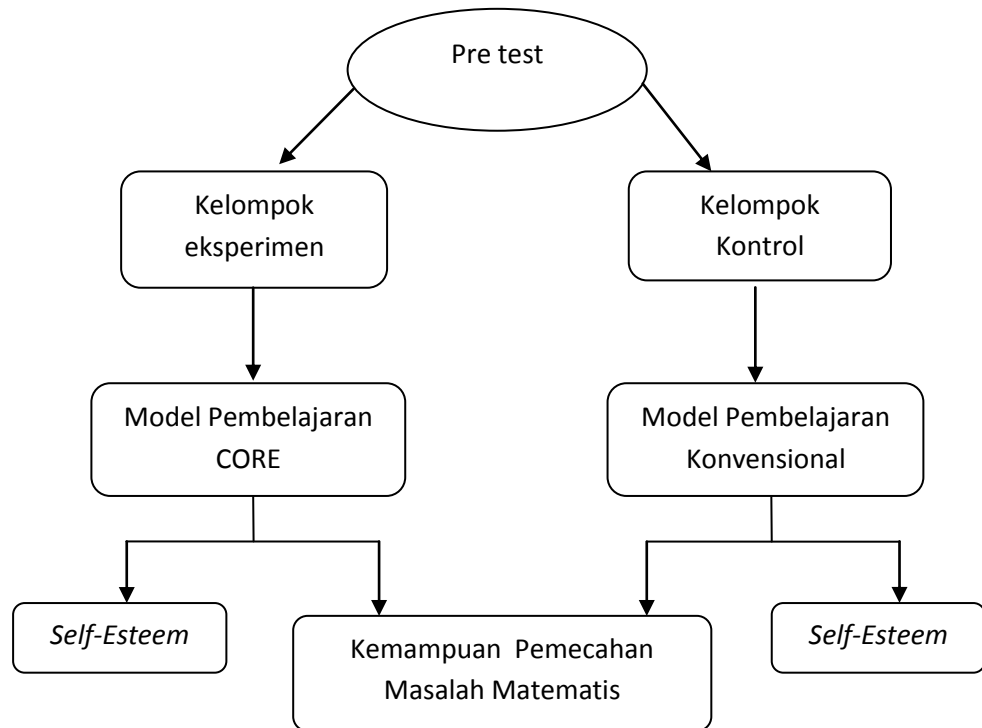 Pre test
Kelompok
eksperimen
Kelompok
Kontrol
Model Pembelajaran
CORE
Model Pembelajaran
Konvensional
Self-Esteem
Kemampuan Pemecahan
Masalah Matematis
Self-Esteem